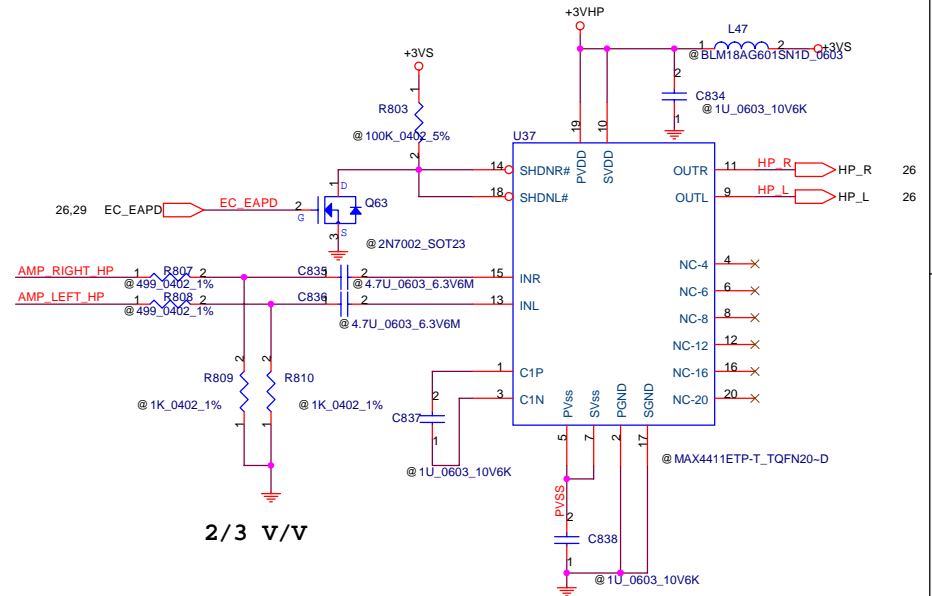 +3VHP
L47
1 2 +3VS
@BLM18AG601SN1D_0603
+3VS
2
C834
@1U_0603_10V6K
1
1
R803
@100K_0402_5%
2
19 10
U37
PVDD SVDD
14 SHDNR#
OUTR 11 HP_R HP_R 26
18 SHDNL#
OUTL 9 HP_L HP_L 26
1 D
Q63
26,29 EC_EAPD EC_EAPD 2
G
S
3
@2N7002_SOT23
NC-4 4
AMP_RIGHT_HP 1 R807 2 C835 1 2 15 INR
@499_0402_1% @4.7U_0603_6.3V6M
NC-6 6
AMP_LEFT_HP 1 R808 2 C836 1 2 13 INL
@499_0402_1% @4.7U_0603_6.3V6M
NC-8 8
NC-12 12
2 2
R809 R810
1 C1P
NC-16 16
2
@1K_0402_1% @1K_0402_1%
3 C1N
NC-20 20
1 1
C837
PVss SVss PGND SGND
1
5 7 2 17
@MAX4411ETP-T_TQFN20~D
@1U_0603_10V6K
PVSS
2
2/3 V/V
C838
1
@1U_0603_10V6K